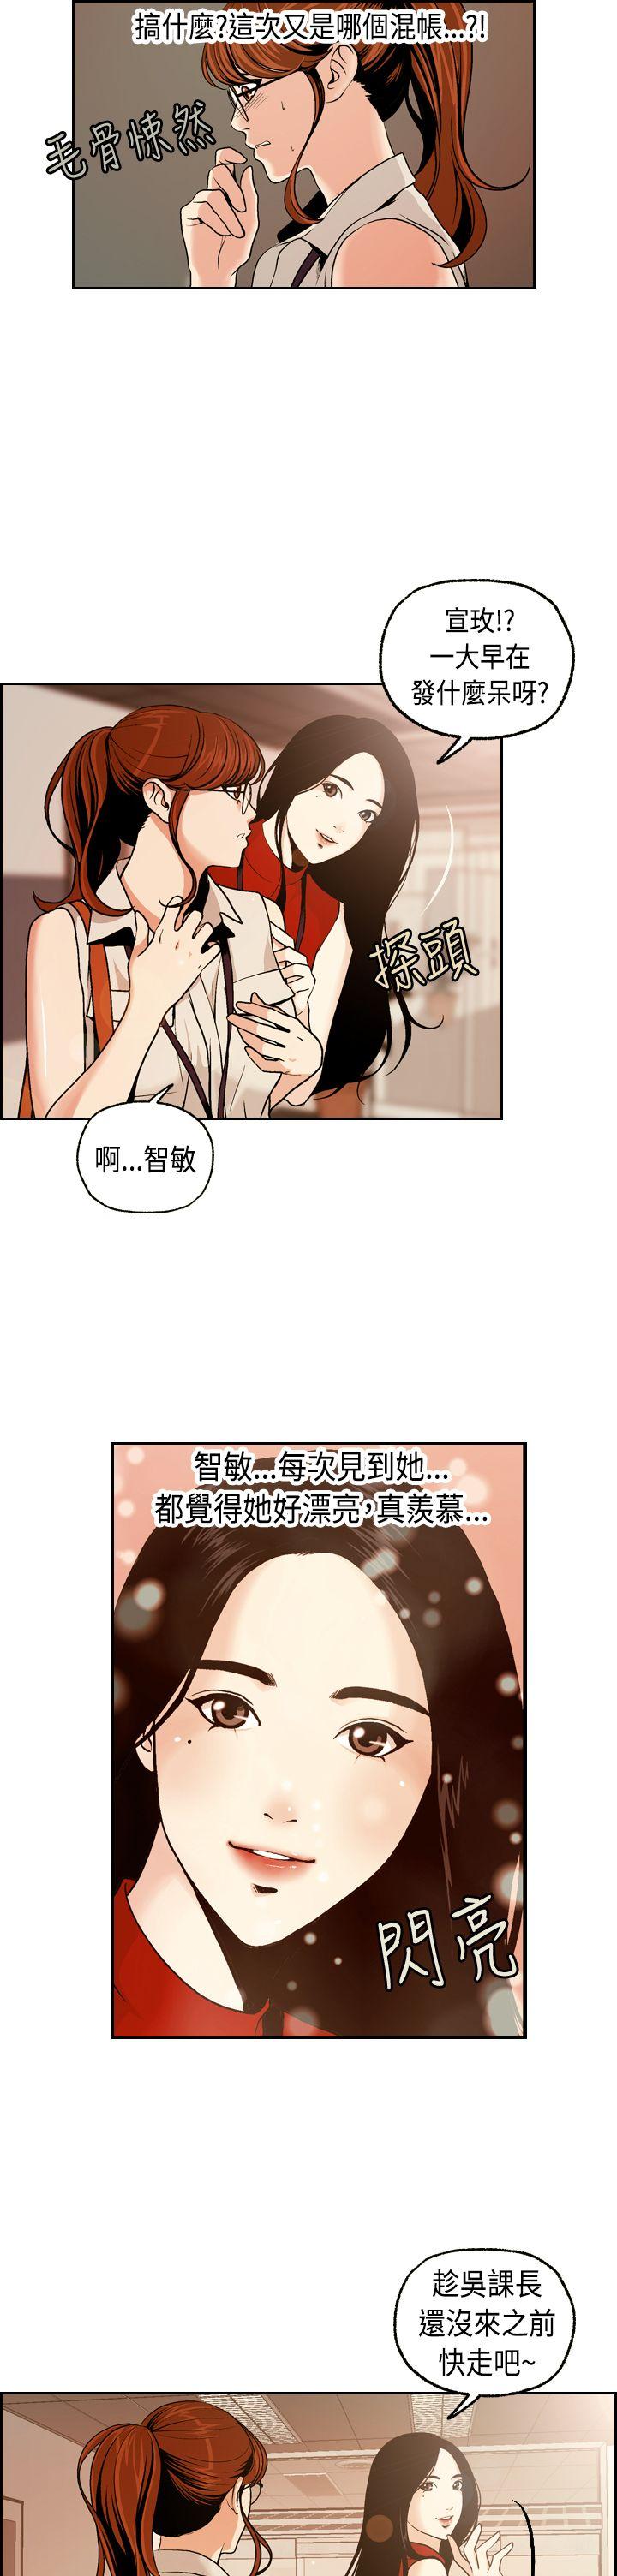 搞什麼?這次又是哪個混帳...?!
毛骨悚然
宣玫!?
一大早在
發什麼呆呀?
探頭
啊...智敏
智敏...每次見到她...
都覺得她好漂亮,真羨慕...
閃亮
趁吳課長
還沒來之前
快走吧~